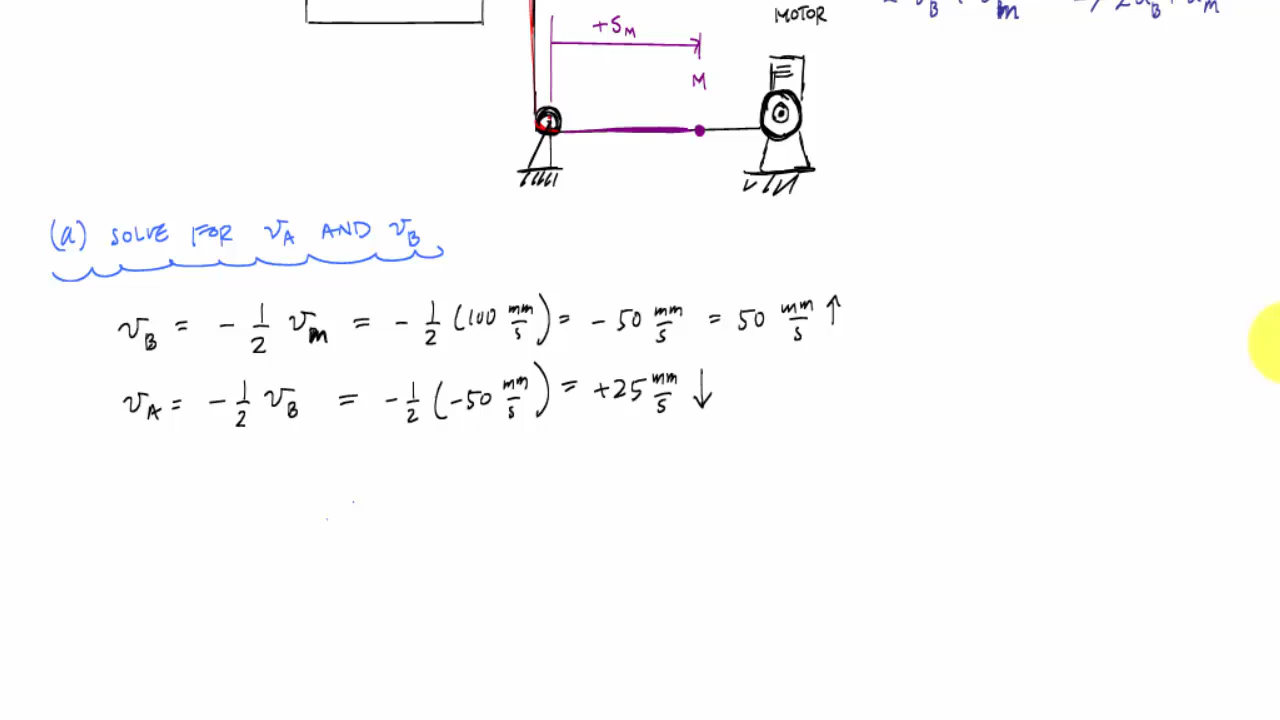 MOTOR
+S_M
M
(a) SOLVE FOR v_A AND v_B
v_B = - 1/2 v_m = - 1/2 (100 mm/s) = - 50 mm/s = 50 mm/s ↑
v_A = - 1/2 v_B = - 1/2 (-50 mm/s) = +25 mm/s ↓